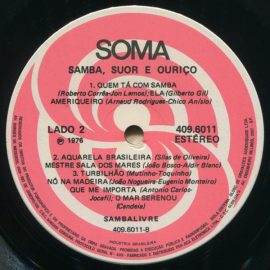 SOMA
SAMBA, SUOR E OURIÇO
1. QUEM TÁ COM SAMBA
(Roberto Corrêa-Jon Lemos); ELA (Gilberto Gil)
AMERIQUEIRO (Arnaud Rodrigues-Chico Anísio)
LADO 2
409.6011
℗ 1976
ESTÉREO
2. AQUARELA BRASILEIRA (Silas de Oliveira)
MESTRE SALA DOS MARES (João Bosco-Aldir Blanc)
3. TURBILHÃO (Mutinho-Toquinho)
NÓ NA MADEIRA (João Nogueira-Eugenio Monteiro)
QUE ME IMPORTA (Antonio Carlos-
Jocafi), O MAR SERENOU
(Candeia)
SAMBALIVRE
409.6011-B
INDÚSTRIA BRASILEIRA